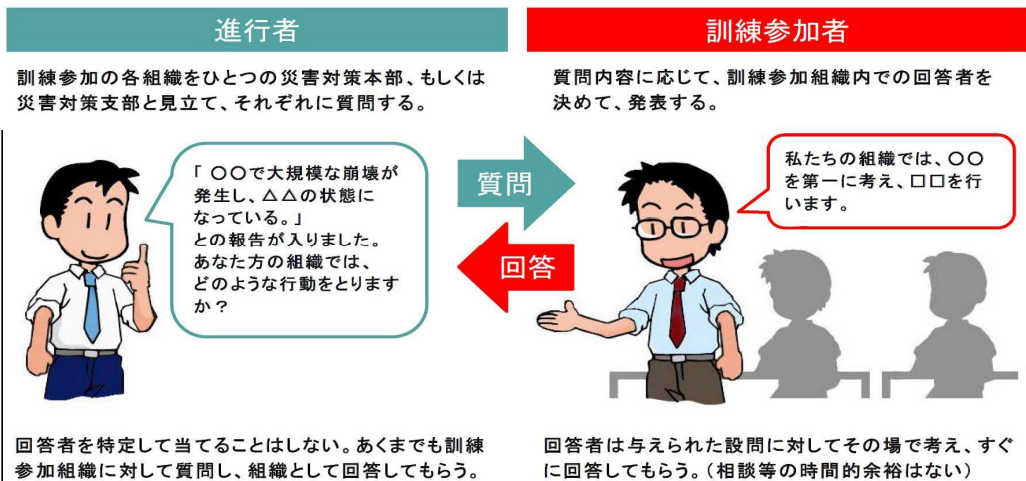 進行者
訓練参加の各組織をひとつの災害対策本部、もしくは
災害対策支部と見立て、それぞれに質問する。
「 〇〇で大規模な崩壊が
発生し、△△の状態に
なっている。」
との報告が入りました。
あなた方の組織では、
どのような行動をとります
か？
回答者を特定して当てることはしない。あくまでも訓練
参加組織に対して質問し、組織として回答してもらう。
質問
回答
訓練参加者
質問内容に応じて、訓練参加組織内での回答者を
決めて、発表する。
私たちの組織では、〇〇
を第一に考え、□□を行
います。
回答者は与えられた設問に対してその場で考え、すぐ
に回答してもらう。（相談等の時間的余裕はない）